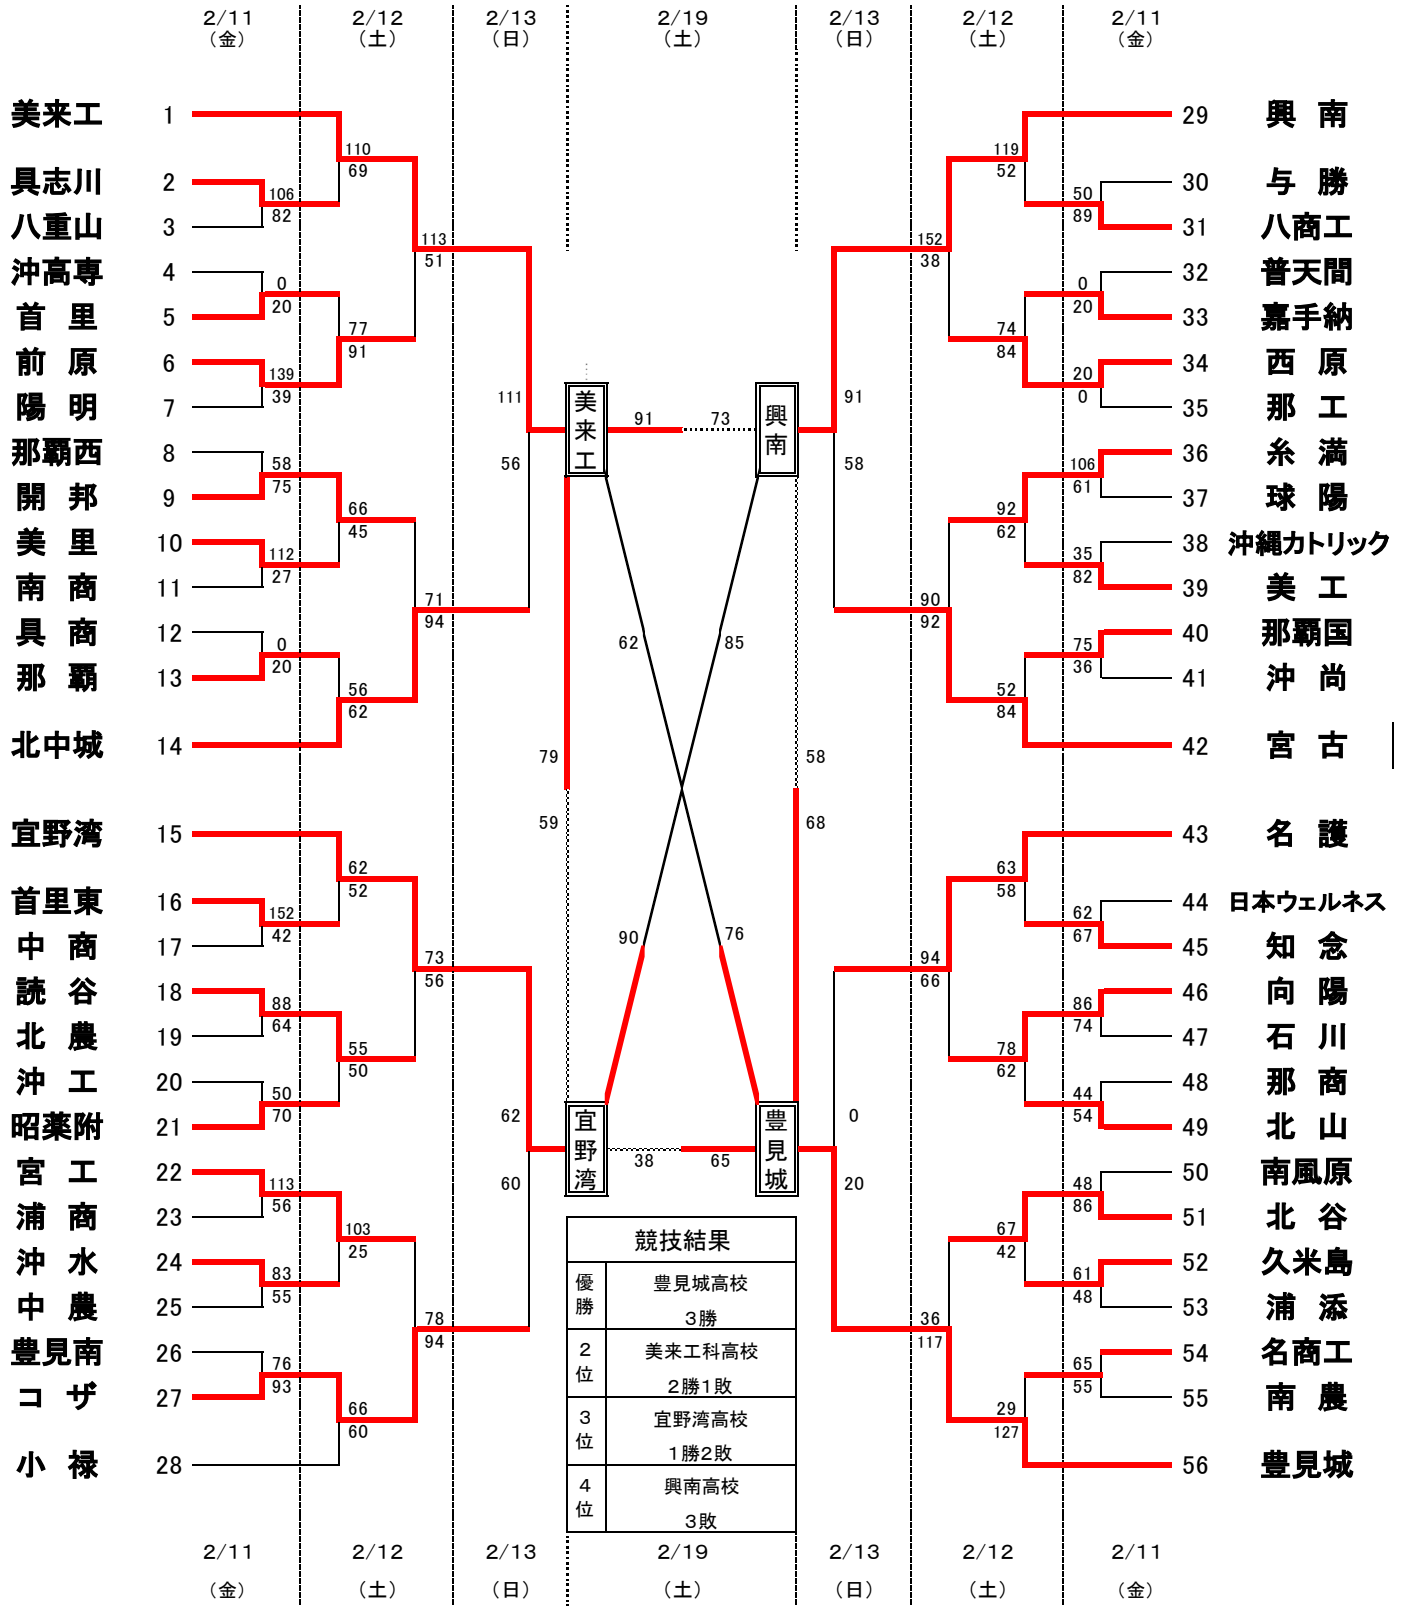 2/11 2/12 2/13 2/19 2/13 2/12 2/11
（金） （土） （日） （土） （日） （土） （金）
美来工 1
具志川 2
八重山 3
沖高専 4
首 里 5
前 原 6
陽 明 7
那覇西 8
開 邦 9
美 里 10
南 商 11
具 商 12
那 覇 13
北中城 14
宜野湾 15
首里東 16
中 商 17
読 谷 18
北 農 19
沖 工 20
昭薬附 21
宮 工 22
浦 商 23
沖 水 24
中 農 25
豊見南 26
コ ザ 27
小 禄 28
106
82
0
20
139
39
58
75
112
27
0
20
152
42
88
64
50
70
113
56
83
55
76
93
110
69
77
91
66
45
56
62
62
52
55
50
103
25
66
60
113
51
71
94
73
56
78
94
111
56
62
60
美来工
91 73
興南
62 85
79
59
58
68
90 76
宜野湾
38 65
豊見城
競技結果
優勝 豊見城高校
3勝
2位 美来工科高校
2勝1敗
3位 宜野湾高校
1勝2敗
4位 興南高校
3敗
91
58
0
20
152
38
90
92
94
66
36
117
119
52
74
84
92
62
52
84
63
58
78
62
67
42
29
127
50
89
0
20
20
0
106
61
35
82
75
36
62
67
86
74
44
54
48
86
61
48
65
55
29 興 南
30 与 勝
31 八商工
32 普天間
33 嘉手納
34 西 原
35 那 工
36 糸 満
37 球 陽
38 沖縄カトリック
39 美 工
40 那覇国
41 沖 尚
42 宮 古
43 名 護
44 日本ウェルネス
45 知 念
46 向 陽
47 石 川
48 那 商
49 北 山
50 南風原
51 北 谷
52 久米島
53 浦 添
54 名商工
55 南 農
56 豊見城
2/11 2/12 2/13 2/19 2/13 2/12 2/11
（金） （土） （日） （土） （日） （土） （金）